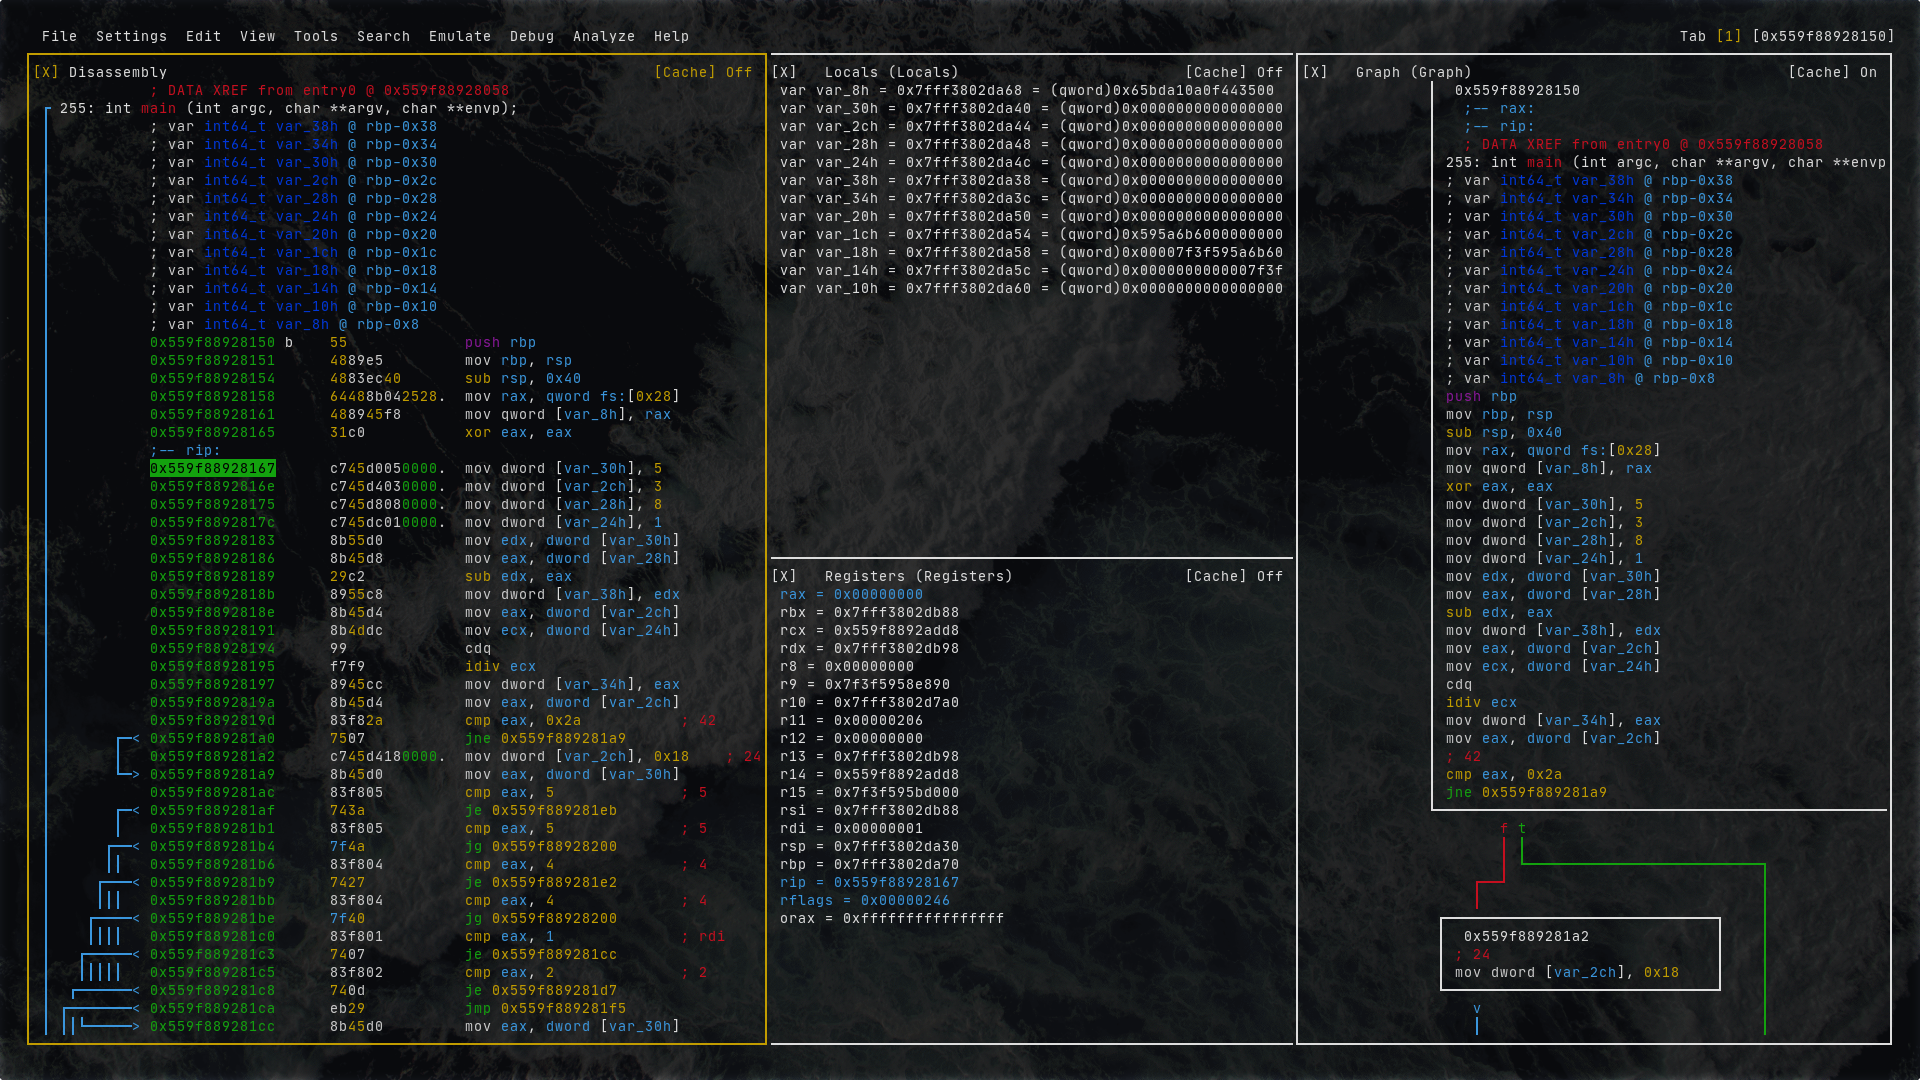 File  Settings  Edit  View  Tools  Search  Emulate  Debug  Analyze  Help
Tab [1] [0x559f88928150]
[X] Disassembly [Cache] Off
; DATA XREF from entry0 @ 0x559f88928058
255: int main (int argc, char **argv, char **envp);
; var int64_t var_38h @ rbp-0x38
; var int64_t var_34h @ rbp-0x34
; var int64_t var_30h @ rbp-0x30
; var int64_t var_2ch @ rbp-0x2c
; var int64_t var_28h @ rbp-0x28
; var int64_t var_24h @ rbp-0x24
; var int64_t var_20h @ rbp-0x20
; var int64_t var_1ch @ rbp-0x1c
; var int64_t var_18h @ rbp-0x18
; var int64_t var_14h @ rbp-0x14
; var int64_t var_10h @ rbp-0x10
; var int64_t var_8h @ rbp-0x8
0x559f88928150 b 55 push rbp
0x559f88928151 4889e5 mov rbp, rsp
0x559f88928154 4883ec40 sub rsp, 0x40
0x559f88928158 64488b042528. mov rax, qword fs:[0x28]
0x559f88928161 488945f8 mov qword [var_8h], rax
0x559f88928165 31c0 xor eax, eax
;-- rip:
0x559f88928167 c745d0050000. mov dword [var_30h], 5
0x559f8892816e c745d4030000. mov dword [var_2ch], 3
0x559f88928175 c745d8080000. mov dword [var_28h], 8
0x559f8892817c c745dc010000. mov dword [var_24h], 1
0x559f88928183 8b55d0 mov edx, dword [var_30h]
0x559f88928186 8b45d8 mov eax, dword [var_28h]
0x559f88928189 29c2 sub edx, eax
0x559f8892818b 8955c8 mov dword [var_38h], edx
0x559f8892818e 8b45d4 mov eax, dword [var_2ch]
0x559f88928191 8b4ddc mov ecx, dword [var_24h]
0x559f88928194 99 cdq
0x559f88928195 f7f9 idiv ecx
0x559f88928197 8945cc mov dword [var_34h], eax
0x559f8892819a 8b45d4 mov eax, dword [var_2ch]
0x559f8892819d 83f82a cmp eax, 0x2a ; 42
< 0x559f889281a0 7507 jne 0x559f889281a9
0x559f889281a2 c745d4180000. mov dword [var_2ch], 0x18 ; 24
> 0x559f889281a9 8b45d0 mov eax, dword [var_30h]
0x559f889281ac 83f805 cmp eax, 5 ; 5
< 0x559f889281af 743a je 0x559f889281eb
0x559f889281b1 83f805 cmp eax, 5 ; 5
< 0x559f889281b4 7f4a jg 0x559f88928200
0x559f889281b6 83f804 cmp eax, 4 ; 4
< 0x559f889281b9 7427 je 0x559f889281e2
0x559f889281bb 83f804 cmp eax, 4 ; 4
< 0x559f889281be 7f40 jg 0x559f88928200
0x559f889281c0 83f801 cmp eax, 1 ; rdi
< 0x559f889281c3 7407 je 0x559f889281cc
0x559f889281c5 83f802 cmp eax, 2 ; 2
< 0x559f889281c8 740d je 0x559f889281d7
< 0x559f889281ca eb29 jmp 0x559f889281f5
> 0x559f889281cc 8b45d0 mov eax, dword [var_30h]
[X] Locals (Locals) [Cache] Off
var var_8h = 0x7fff3802da68 = (qword)0x65bda10a0f443500
var var_30h = 0x7fff3802da40 = (qword)0x0000000000000000
var var_2ch = 0x7fff3802da44 = (qword)0x0000000000000000
var var_28h = 0x7fff3802da48 = (qword)0x0000000000000000
var var_24h = 0x7fff3802da4c = (qword)0x0000000000000000
var var_38h = 0x7fff3802da38 = (qword)0x0000000000000000
var var_34h = 0x7fff3802da3c = (qword)0x0000000000000000
var var_20h = 0x7fff3802da50 = (qword)0x0000000000000000
var var_1ch = 0x7fff3802da54 = (qword)0x595a6b6000000000
var var_18h = 0x7fff3802da58 = (qword)0x00007f3f595a6b60
var var_14h = 0x7fff3802da5c = (qword)0x0000000000007f3f
var var_10h = 0x7fff3802da60 = (qword)0x0000000000000000
[X] Registers (Registers) [Cache] Off
rax = 0x00000000
rbx = 0x7fff3802db88
rcx = 0x559f8892add8
rdx = 0x7fff3802db98
r8 = 0x00000000
r9 = 0x7f3f5958e890
r10 = 0x7fff3802d7a0
r11 = 0x00000206
r12 = 0x00000000
r13 = 0x7fff3802db98
r14 = 0x559f8892add8
r15 = 0x7f3f595bd000
rsi = 0x7fff3802db88
rdi = 0x00000001
rsp = 0x7fff3802da30
rbp = 0x7fff3802da70
rip = 0x559f88928167
rflags = 0x00000246
orax = 0xffffffffffffffff
[X] Graph (Graph) [Cache] On
0x559f88928150
;-- rax:
;-- rip:
; DATA XREF from entry0 @ 0x559f88928058
255: int main (int argc, char **argv, char **envp
; var int64_t var_38h @ rbp-0x38
; var int64_t var_34h @ rbp-0x34
; var int64_t var_30h @ rbp-0x30
; var int64_t var_2ch @ rbp-0x2c
; var int64_t var_28h @ rbp-0x28
; var int64_t var_24h @ rbp-0x24
; var int64_t var_20h @ rbp-0x20
; var int64_t var_1ch @ rbp-0x1c
; var int64_t var_18h @ rbp-0x18
; var int64_t var_14h @ rbp-0x14
; var int64_t var_10h @ rbp-0x10
; var int64_t var_8h @ rbp-0x8
push rbp
mov rbp, rsp
sub rsp, 0x40
mov rax, qword fs:[0x28]
mov qword [var_8h], rax
xor eax, eax
mov dword [var_30h], 5
mov dword [var_2ch], 3
mov dword [var_28h], 8
mov dword [var_24h], 1
mov edx, dword [var_30h]
mov eax, dword [var_28h]
sub edx, eax
mov dword [var_38h], edx
mov eax, dword [var_2ch]
mov ecx, dword [var_24h]
cdq
idiv ecx
mov dword [var_34h], eax
mov eax, dword [var_2ch]
; 42
cmp eax, 0x2a
jne 0x559f889281a9
f t
0x559f889281a2
; 24
mov dword [var_2ch], 0x18
v